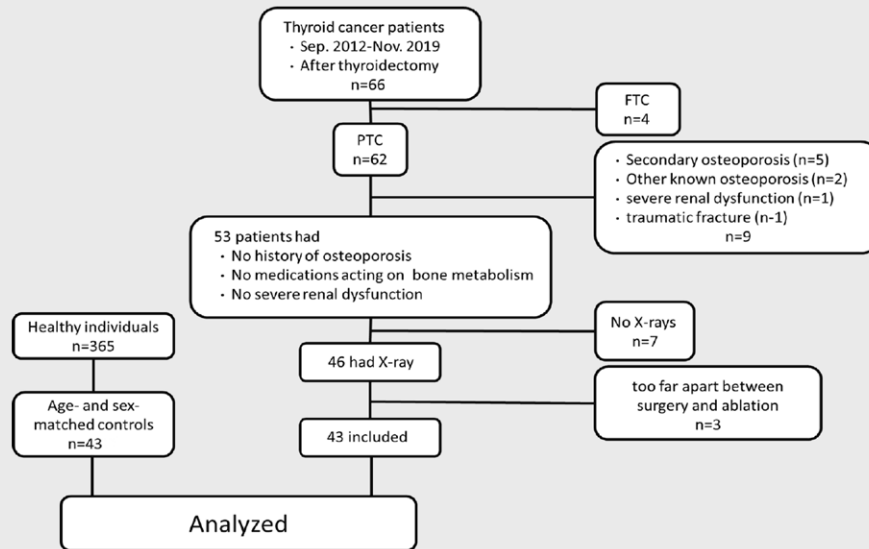 Thyroid cancer patients
・ Sep. 2012-Nov. 2019
・ After thyroidectomy
n=66
FTC
n=4
PTC
n=62
・ Secondary osteoporosis (n=5)
・ Other known osteoporosis (n=2)
・ severe renal dysfunction (n=1)
・ traumatic fracture (n-1)
n=9
53 patients had
・ No history of osteoporosis
・ No medications acting on bone metabolism
・ No severe renal dysfunction
No X-rays
n=7
Healthy individuals
n=365
46 had X-ray
too far apart between
surgery and ablation
n=3
Age- and sex-
matched controls
n=43
43 included
Analyzed